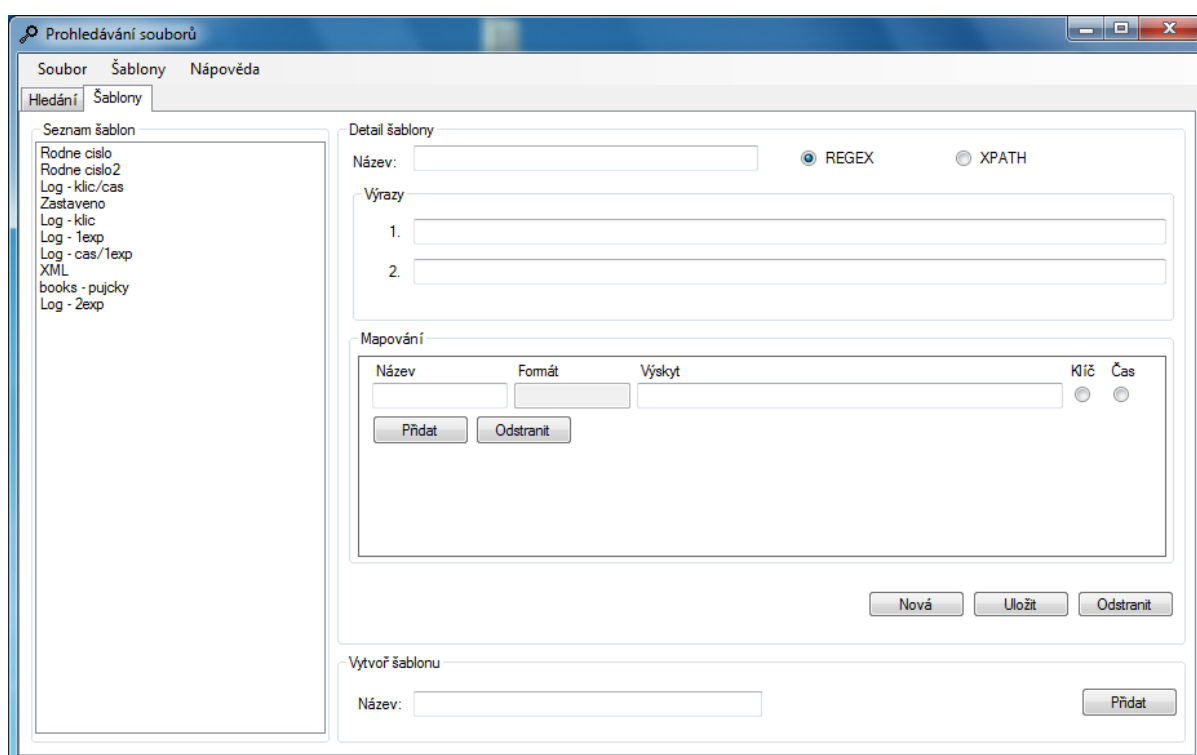 Prohledávání souborů
Soubor Šablony Nápověda
Hledání Šablony
Seznam šablon
Rodne cislo
Rodne cislo2
Log - klic/cas
Zastaveno
Log - klic
Log - 1exp
Log - cas/1exp
XML
books - pujcky
Log - 2exp
Detail šablony
Název: REGEX XPATH
Výrazy
1.
2.
Mapování
Název Formát Výskyt Klíč Čas
Přidat Odstranit
Nová Uložit Odstranit
Vytvoř šablonu
Název: Přidat